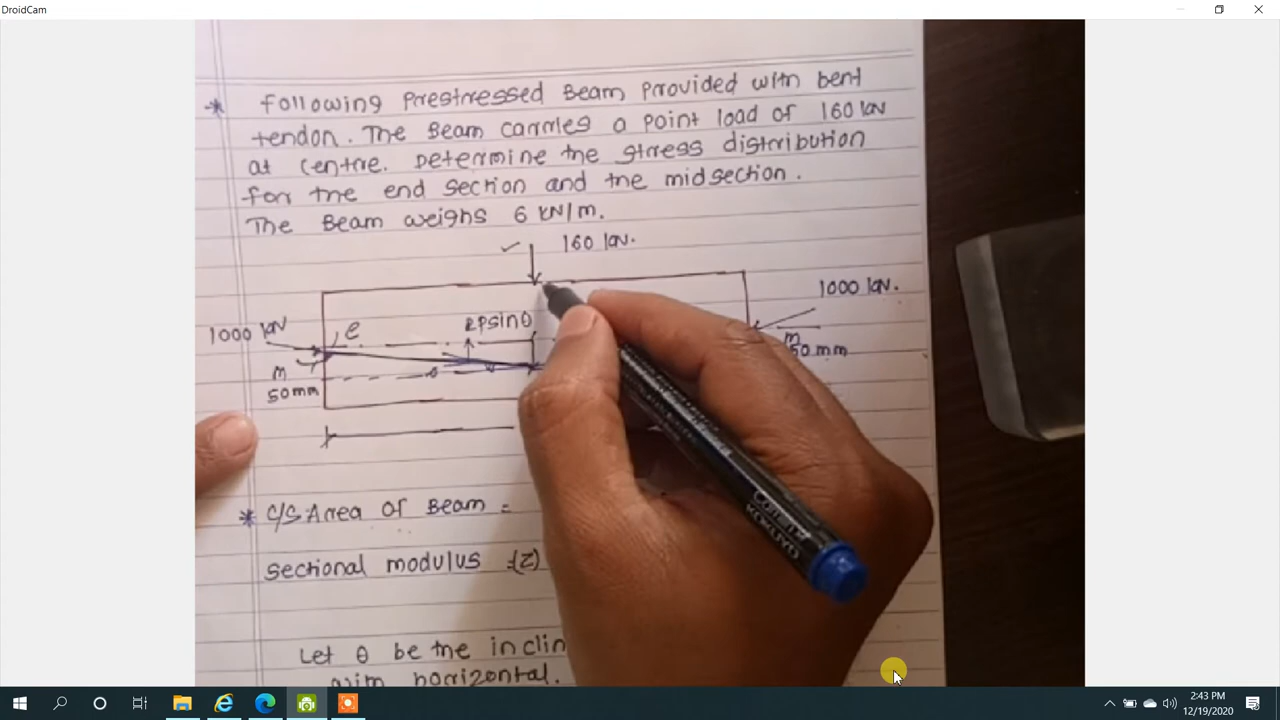 DroidCam
* Following Prestressed Beam provided with bent
tendon. The Beam carries a point load of 160 kN
at centre. Determine the stress distribution
for the end section and the midsection.
The Beam weighs 6 kN/m.
160 kN.
1000 kN.
1000 kN
e
2Psinθ
m
50 mm
m
50mm
* C/S Area of Beam =
Sectional modulus :(Z)
Let θ be the inclin
with horizontal.
2:43 PM
12/19/2020